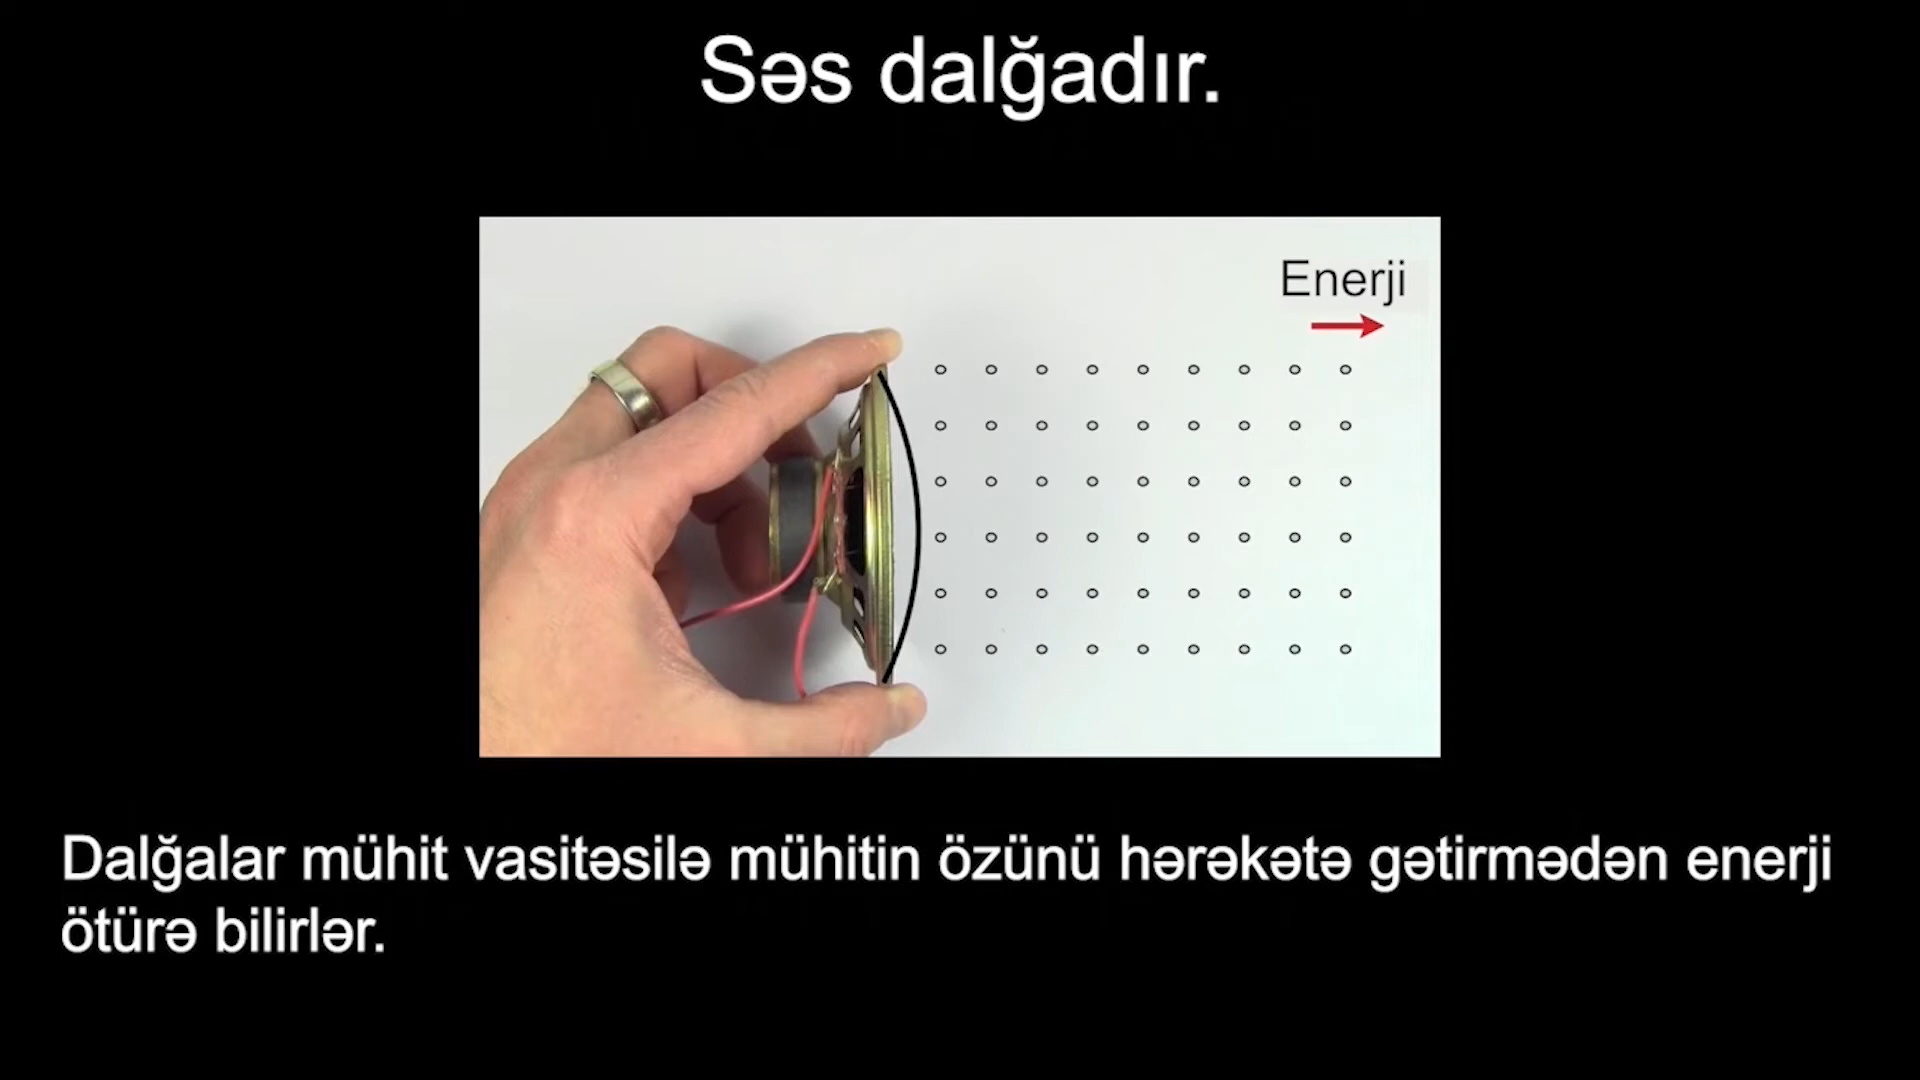 Səs dalğadır.
Enerji
Dalğalar mühit vasitəsilə mühitin özünü hərəkətə gətirmədən enerji
ötürə bilirlər.